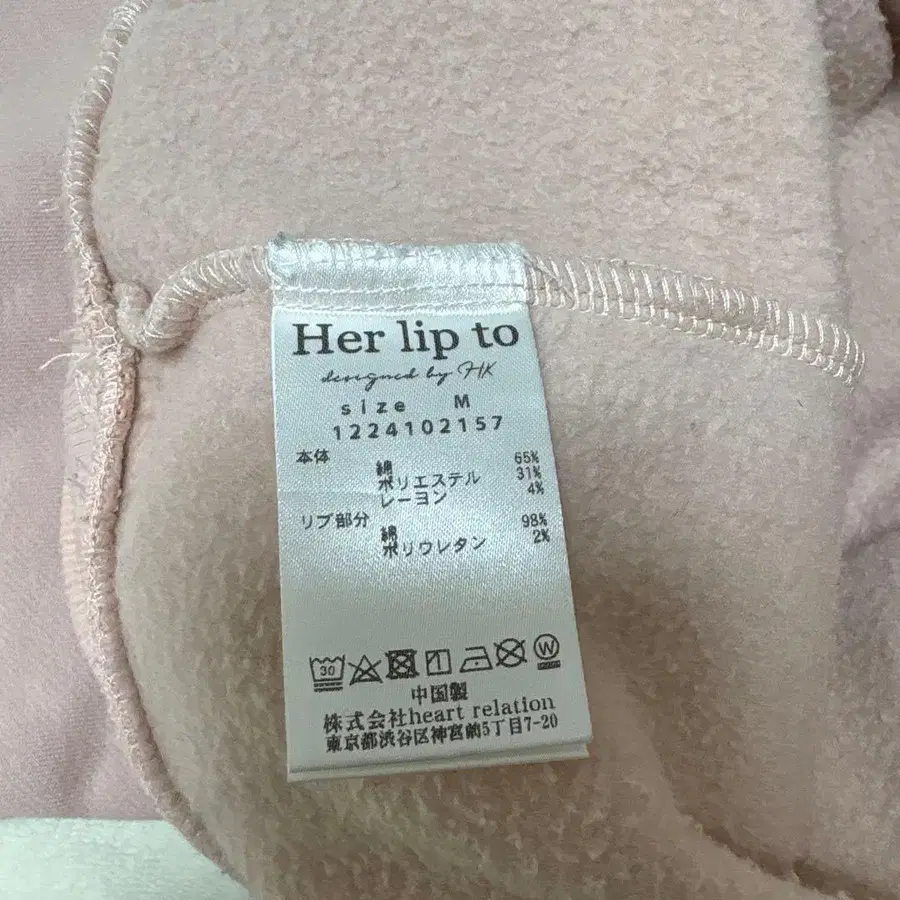 Her lip to
designed by HK
size M
1224102157
本体
綿 65%
ポリエステル 31%
レーヨン 4%
リブ部分
綿 98%
ポリウレタン 2%
30 W
中国製
株式会社heart relation
東京都渋谷区神宮前5丁目7-20